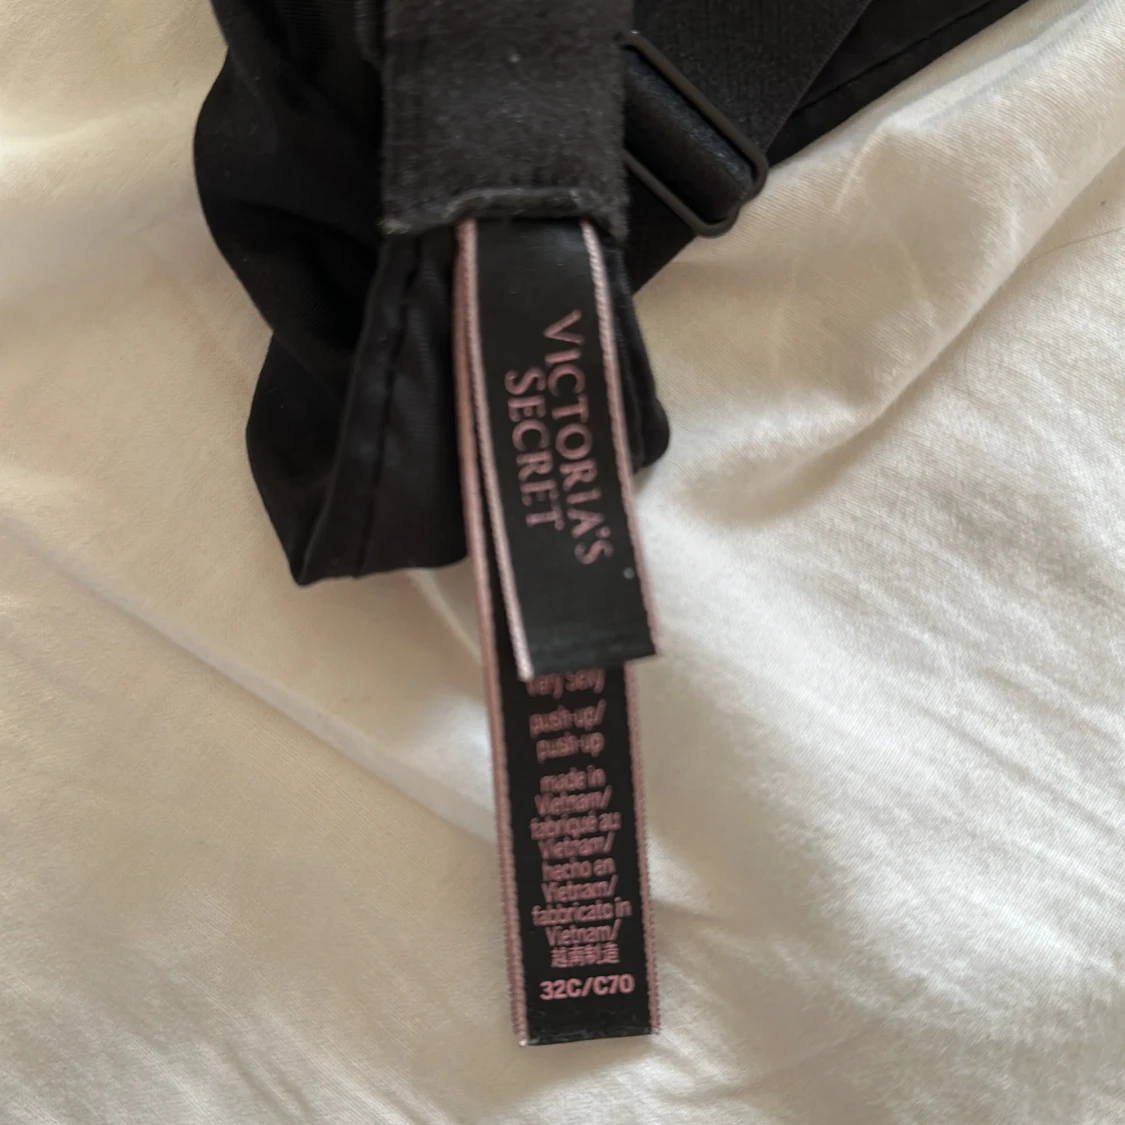 VICTORIA'S
SECRET
Very Sexy
push-up/
push-up
made in
Vietnam/
fabriqué au
Vietnam/
hecho en
Vietnam/
fabbricato in
Vietnam/
越南制造
32C/C70